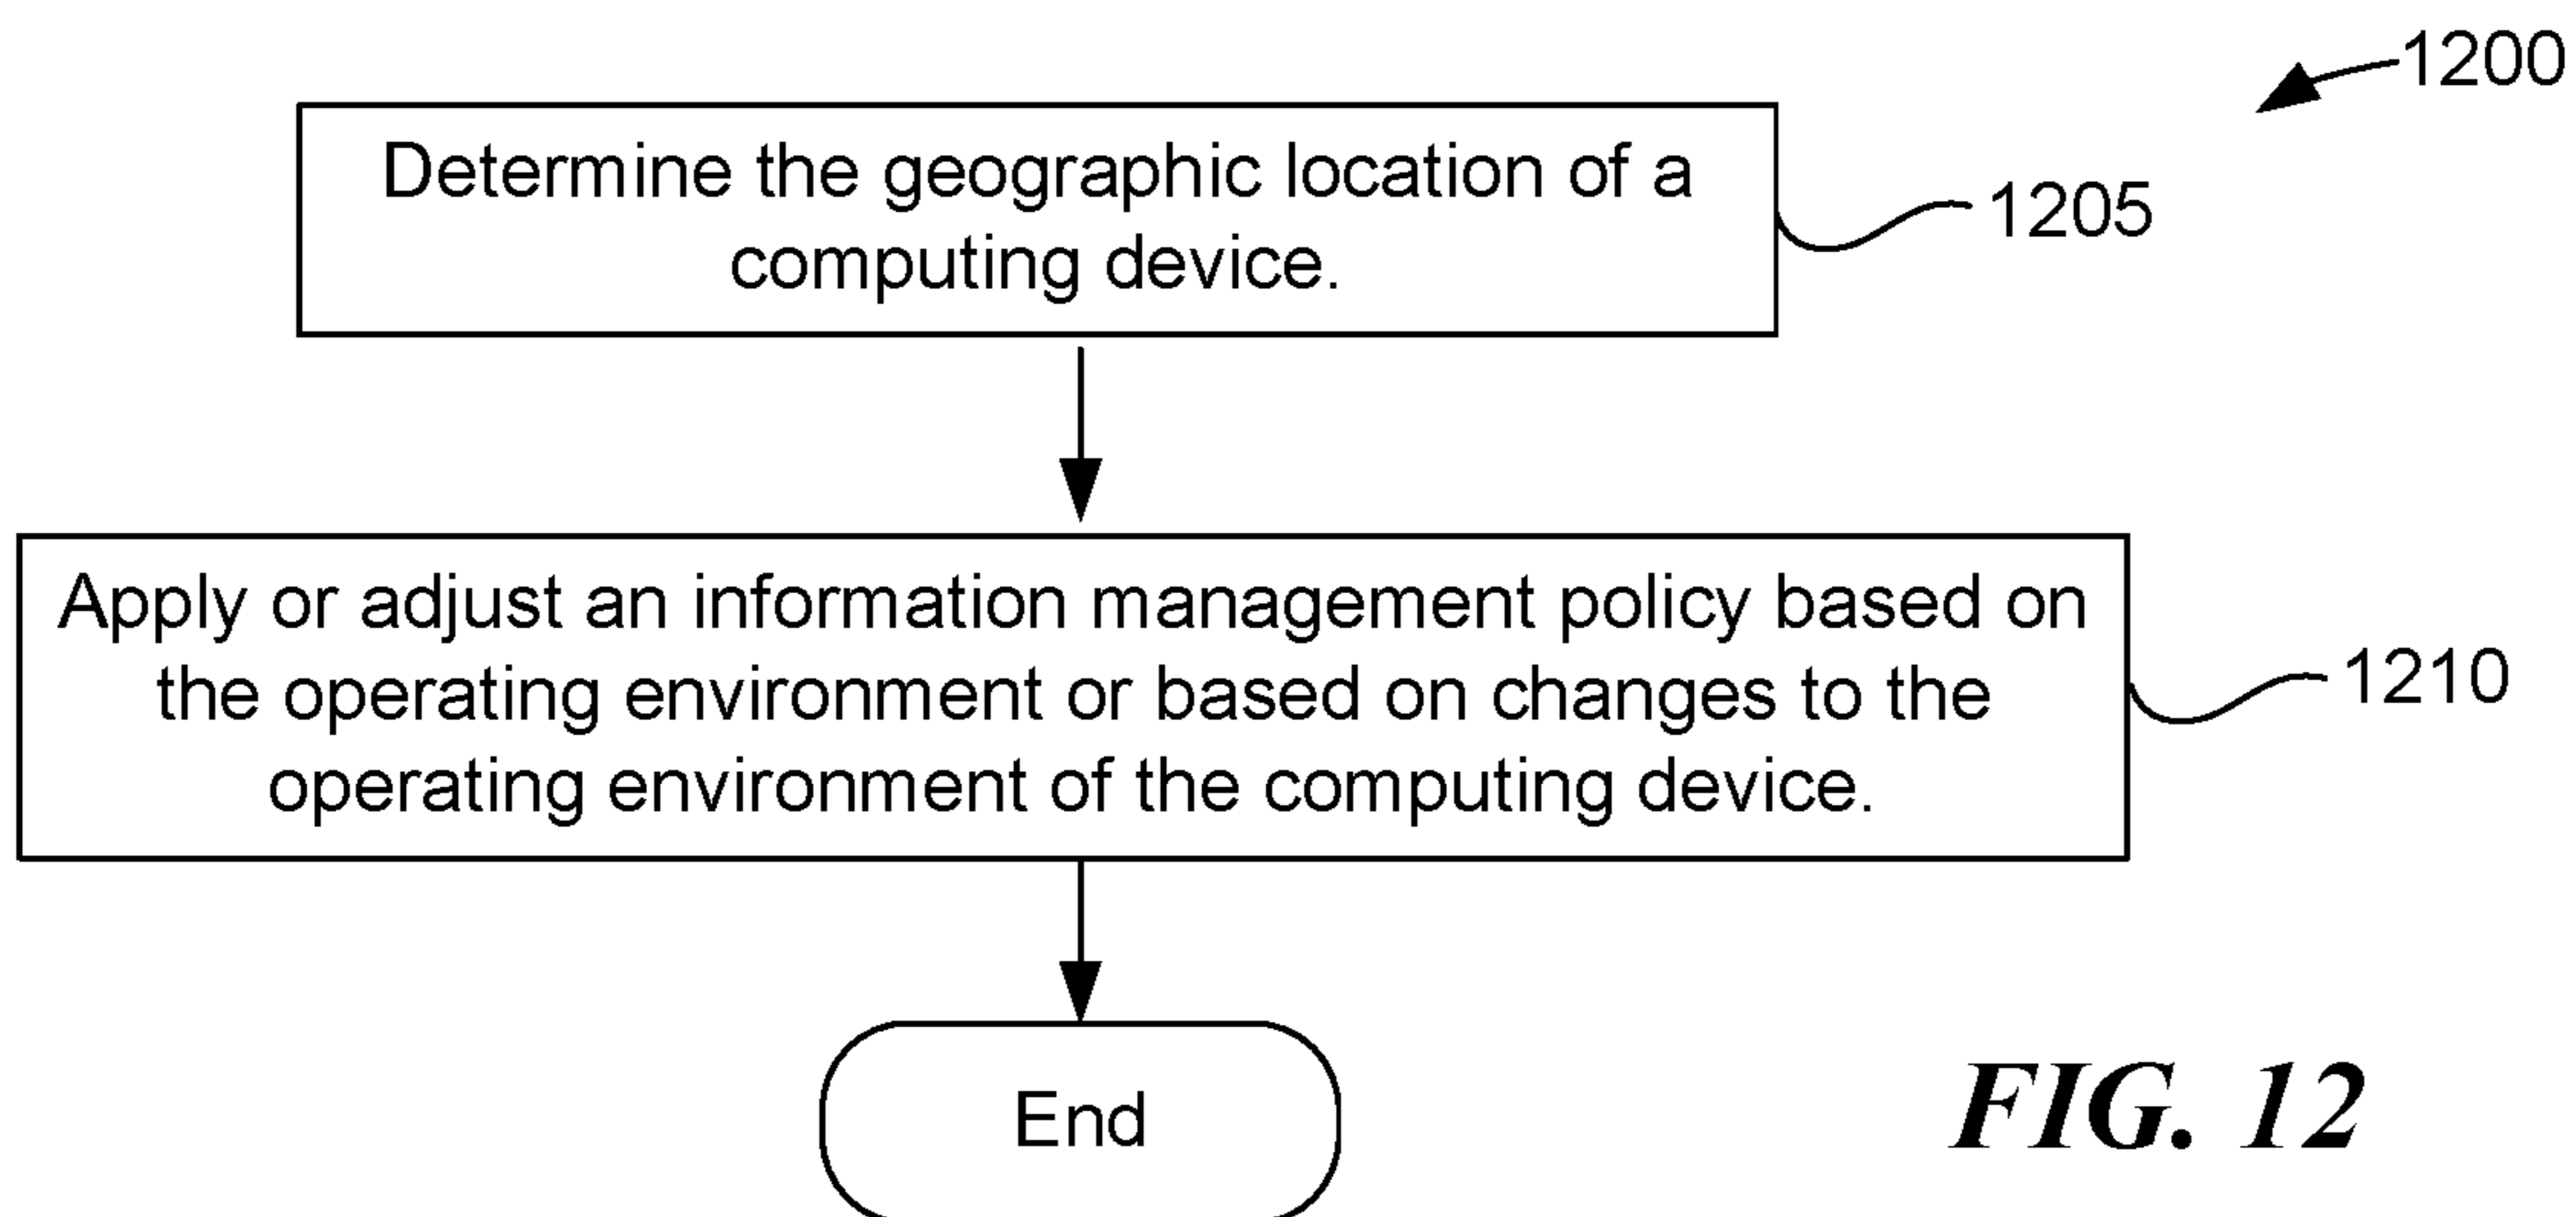 1200
Determine the geographic location of a
computing device.
1205
Apply or adjust an information management policy based on
the operating environment or based on changes to the
operating environment of the computing device.
1210
End
FIG. 12